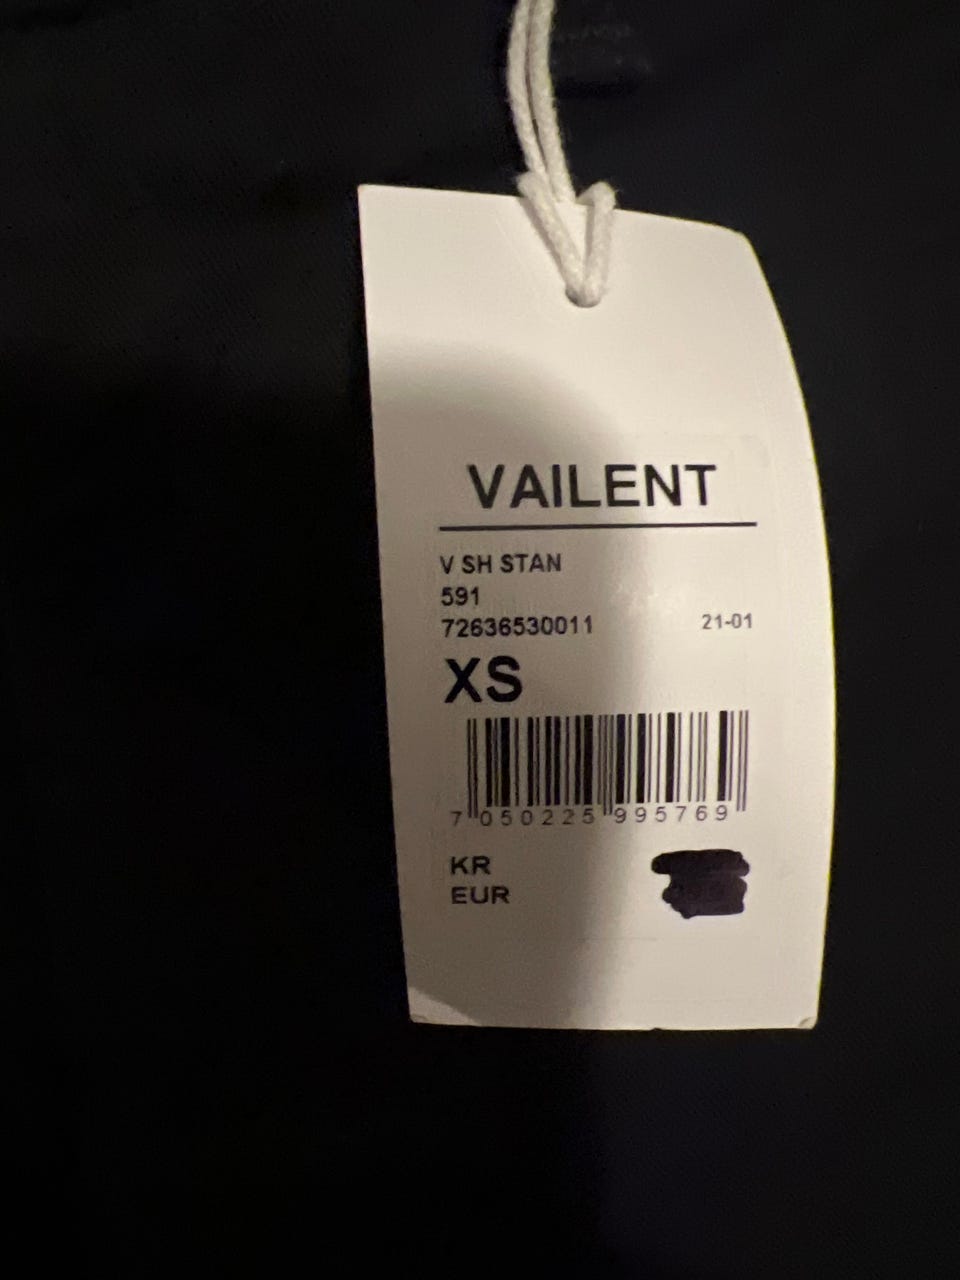 VAILENT
V SH STAN
591
72636530011 21-01
XS
7 050225 995769
KR
EUR